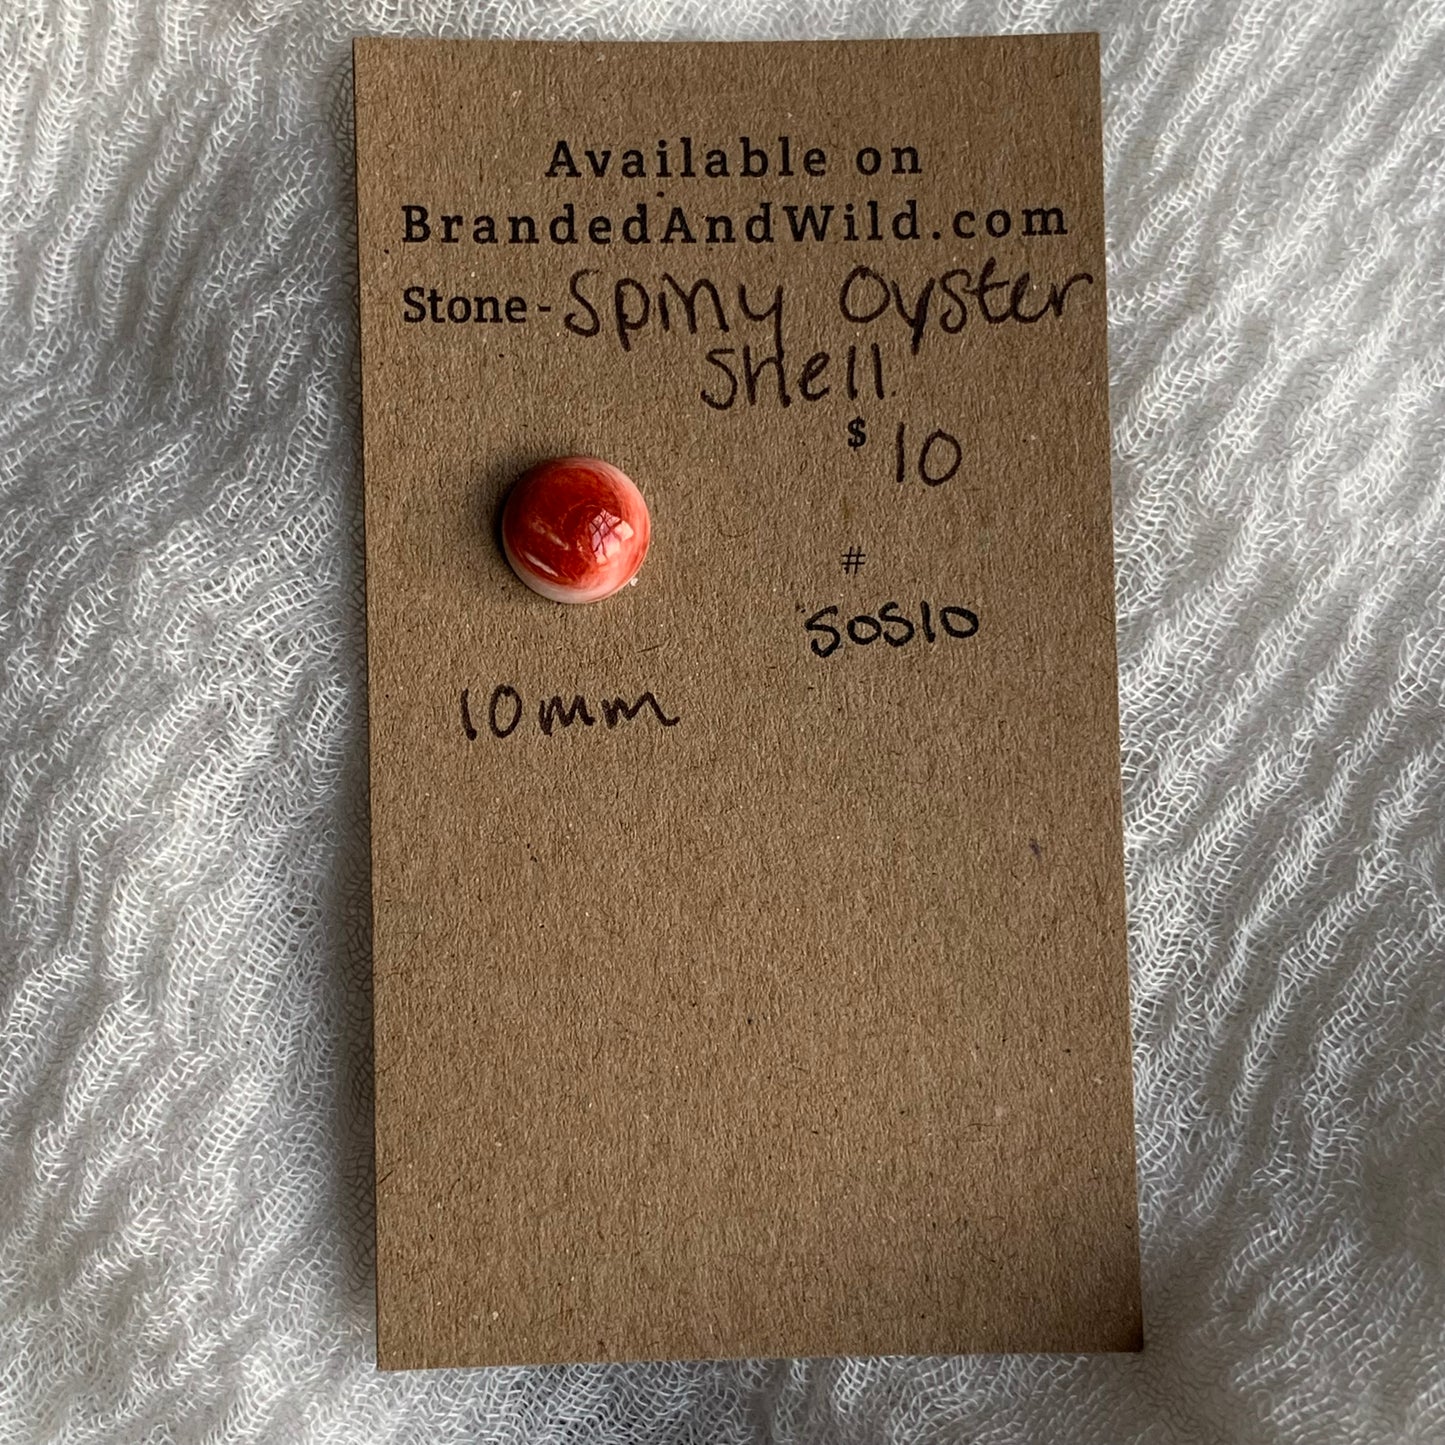 Available on
BrandedAndWild.com
Stone - Spiny Oyster
Shell
$ 10
#
SOS10
10mm